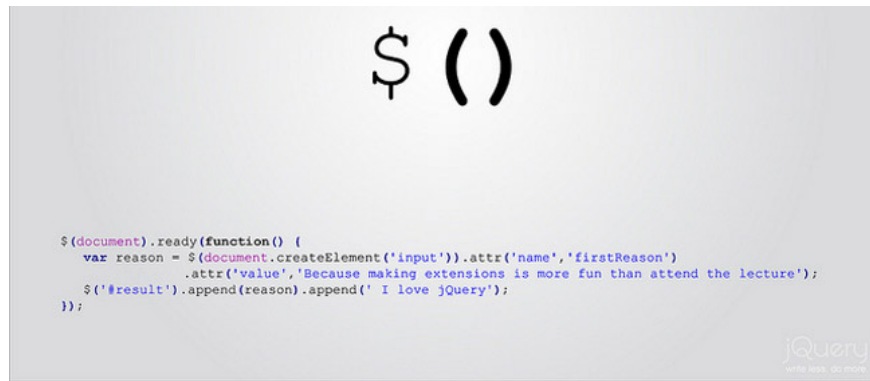 $ ()
$(document).ready(function() {
var reason = $(document.createElement('input')).attr('name','firstReason')
.attr('value','Because making extensions is more fun than attend the lecture');
$('#result').append(reason).append(' I love jQuery');
});
jQuery
write less, do more.